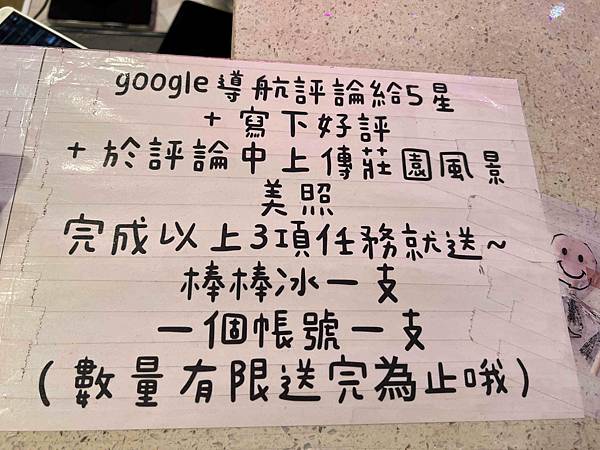 google導航評論給5星
+寫下好評
+於評論中上傳莊園風景
美照
完成以上3項任務就送~
棒棒冰一支
一個帳號一支
(數量有限送完為止哦)